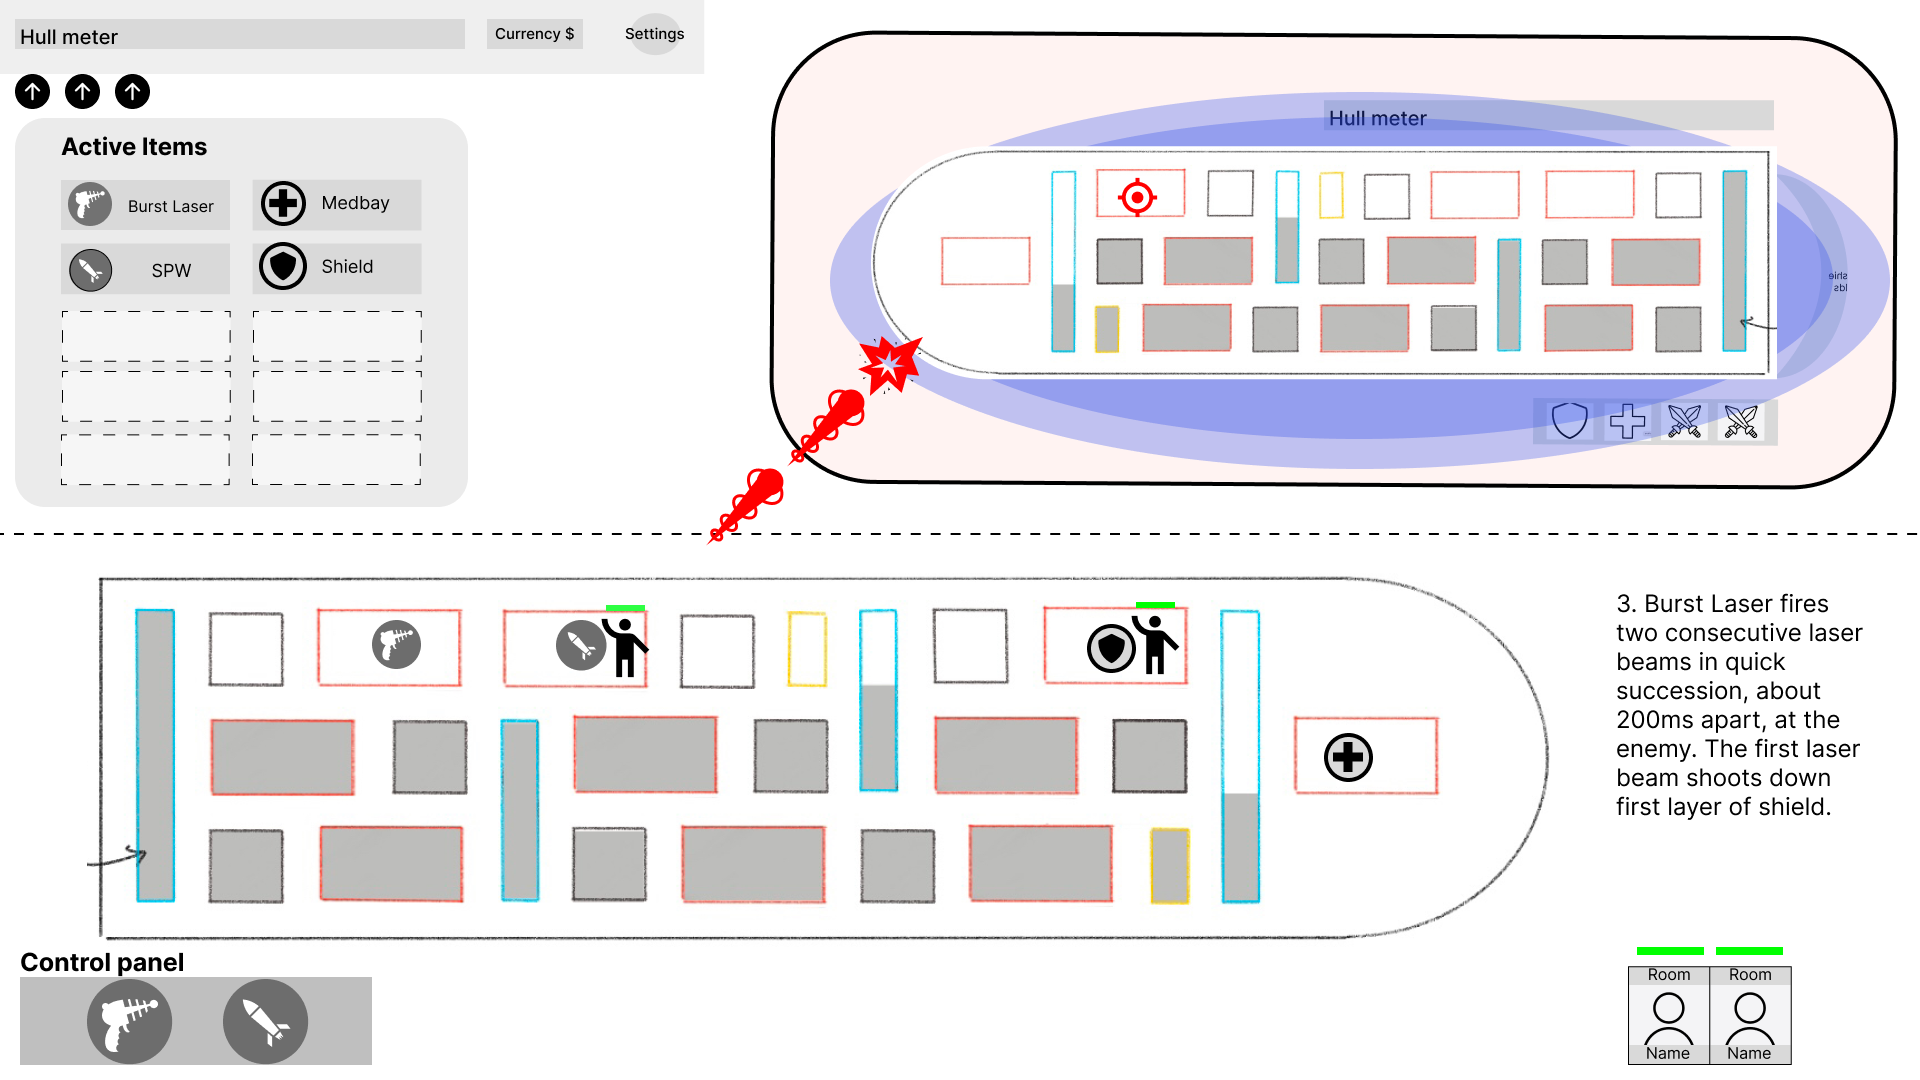 Hull meter
Currency $
Settings
Active Items
Burst Laser
Medbay
SPW
Shield
Hull meter
shie
lds
3. Burst Laser fires
two consecutive laser
beams in quick
succession, about
200ms apart, at the
enemy. The first laser
beam shoots down
first layer of shield.
Control panel
Room
Room
Name
Name